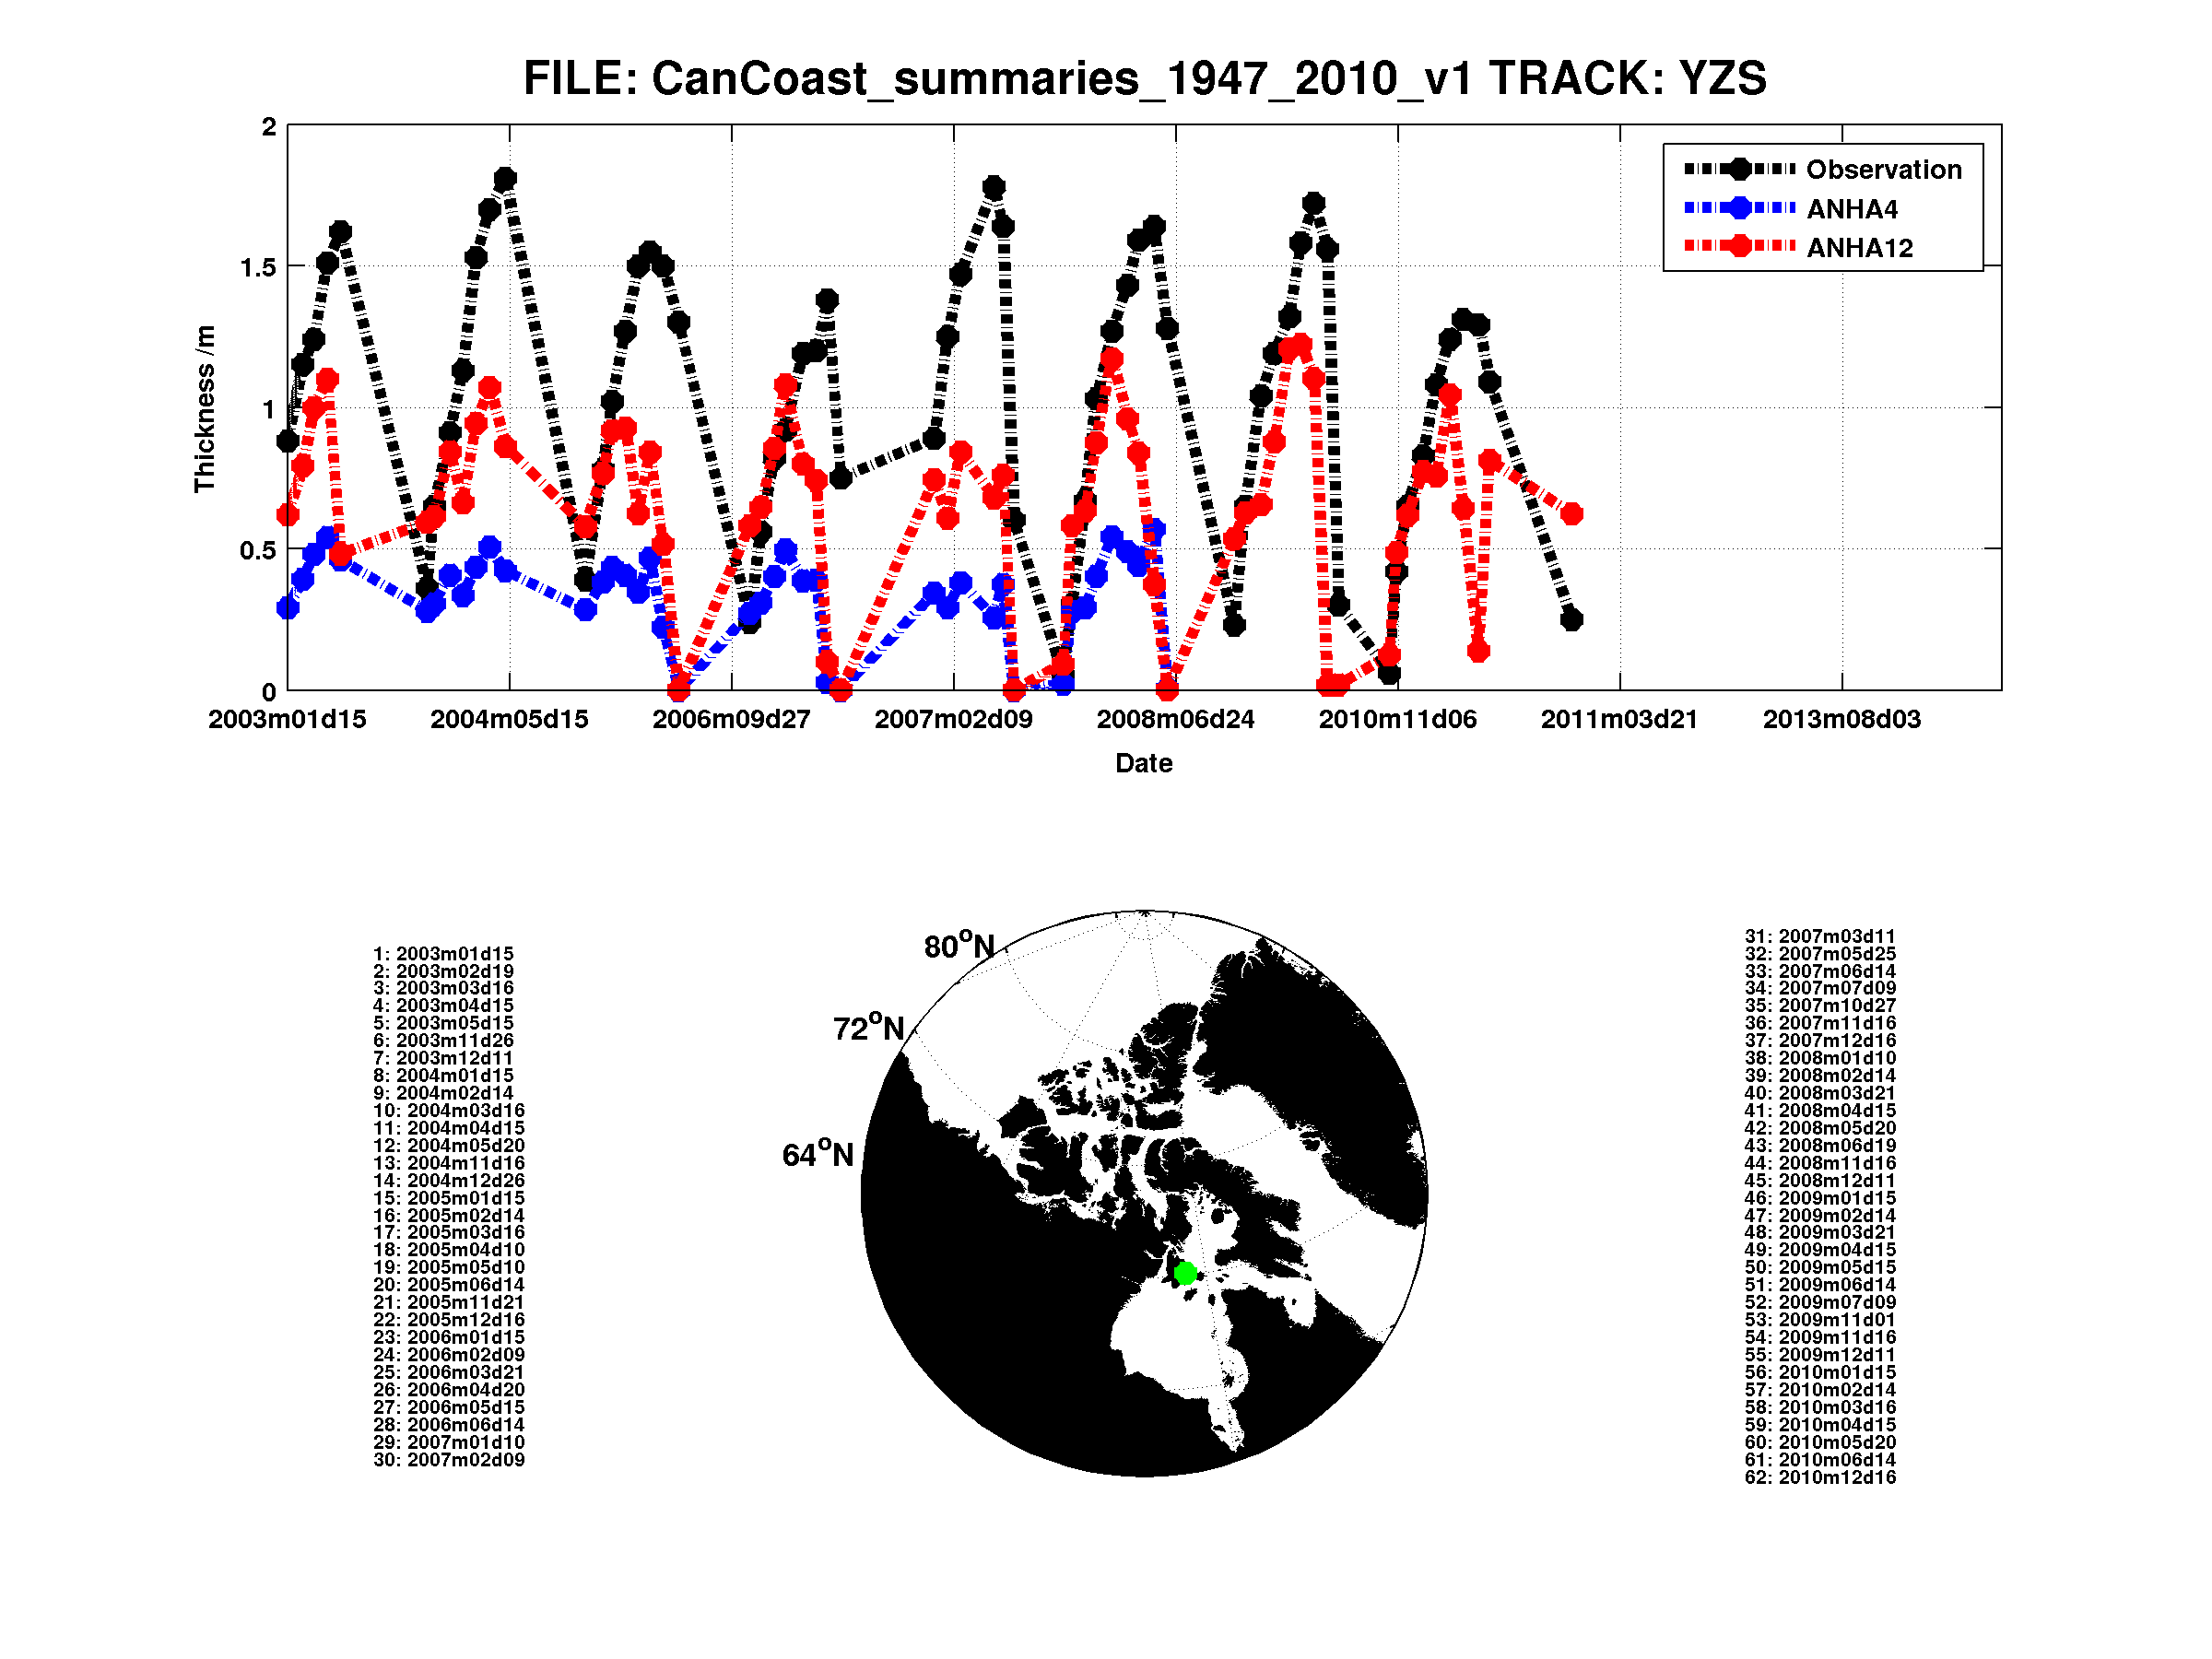 FILE: CanCoast_summaries_1947_2010_v1 TRACK: YZS
2
1.5
1
0.5
0
Thickness /m
Observation
ANHA4
ANHA12
2003m01d15 2004m05d15 2006m09d27 2007m02d09 2008m06d24 2010m11d06 2011m03d21 2013m08d03
Date
80°N
72°N
64°N
1: 2003m01d15
2: 2003m02d19
3: 2003m03d16
4: 2003m04d15
5: 2003m05d15
6: 2003m11d26
7: 2003m12d11
8: 2004m01d15
9: 2004m02d14
10: 2004m03d16
11: 2004m04d15
12: 2004m05d20
13: 2004m11d16
14: 2004m12d26
15: 2005m01d15
16: 2005m02d14
17: 2005m03d16
18: 2005m04d10
19: 2005m05d10
20: 2005m06d14
21: 2005m11d21
22: 2005m12d16
23: 2006m01d15
24: 2006m02d09
25: 2006m03d21
26: 2006m04d20
27: 2006m05d15
28: 2006m06d14
29: 2007m01d10
30: 2007m02d09
31: 2007m03d11
32: 2007m05d25
33: 2007m06d14
34: 2007m07d09
35: 2007m10d27
36: 2007m11d16
37: 2007m12d16
38: 2008m01d10
39: 2008m02d14
40: 2008m03d21
41: 2008m04d15
42: 2008m05d20
43: 2008m06d19
44: 2008m11d16
45: 2008m12d11
46: 2009m01d15
47: 2009m02d14
48: 2009m03d21
49: 2009m04d15
50: 2009m05d15
51: 2009m06d14
52: 2009m07d09
53: 2009m11d01
54: 2009m11d16
55: 2009m12d11
56: 2010m01d15
57: 2010m02d14
58: 2010m03d16
59: 2010m04d15
60: 2010m05d20
61: 2010m06d14
62: 2010m12d16